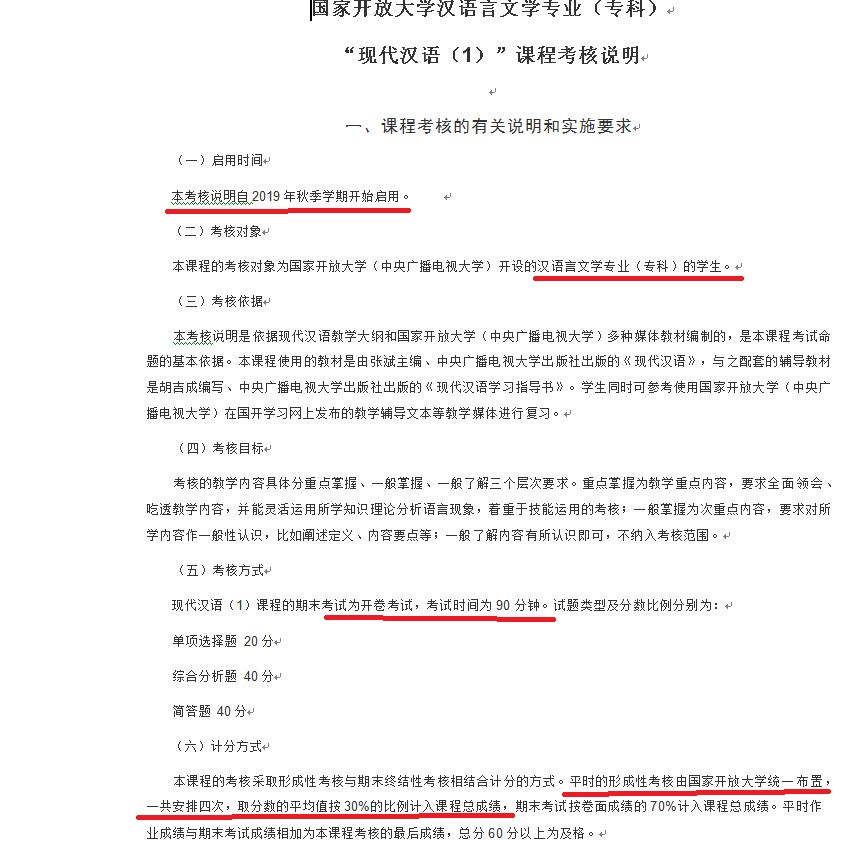 国家开放大学汉语言文学专业（专科）
“现代汉语（1）”课程考核说明
一、课程考核的有关说明和实施要求
（一）启用时间
本考核说明自 2019 年秋季学期开始启用。
（二）考核对象
本课程的考核对象为国家开放大学（中央广播电视大学）开设的汉语言文学专业（专科）的学生。
（三）考核依据
本考核说明是依据现代汉语教学大纲和国家开放大学（中央广播电视大学）多种媒体教材编制的，是本课程考试命
题的基本依据。本课程使用的教材是由张斌主编、中央广播电视大学出版社出版的《现代汉语》，与之配套的辅导教材
是胡吉成编写、中央广播电视大学出版社出版的《现代汉语学习指导书》。学生同时可参考使用国家开放大学（中央广
播电视大学）在国开学习网上发布的教学辅导文本等教学媒体进行复习。
（四）考核目标
考核的教学内容具体分重点掌握、一般掌握、一般了解三个层次要求。重点掌握为教学重点内容，要求全面领会、
吃透教学内容，并能灵活运用所学知识理论分析语言现象，着重于技能运用的考核；一般掌握为次重点内容，要求对所
学内容作一般性认识，比如阐述定义、内容要点等；一般了解内容有所认识即可，不纳入考核范围。
（五）考核方式
现代汉语（1）课程的期末考试为开卷考试，考试时间为 90 分钟。试题类型及分数比例分别为：
单项选择题 20 分
综合分析题 40 分
简答题 40 分
（六）计分方式
本课程的考核采取形成性考核与期末终结性考核相结合计分的方式。平时的形成性考核由国家开放大学统一布置，
一共安排四次，取分数的平均值按 30%的比例计入课程总成绩，期末考试按卷面成绩的 70%计入课程总成绩。平时作
业成绩与期末考试成绩相加为本课程考核的最后成绩，总分 60 分以上为及格。